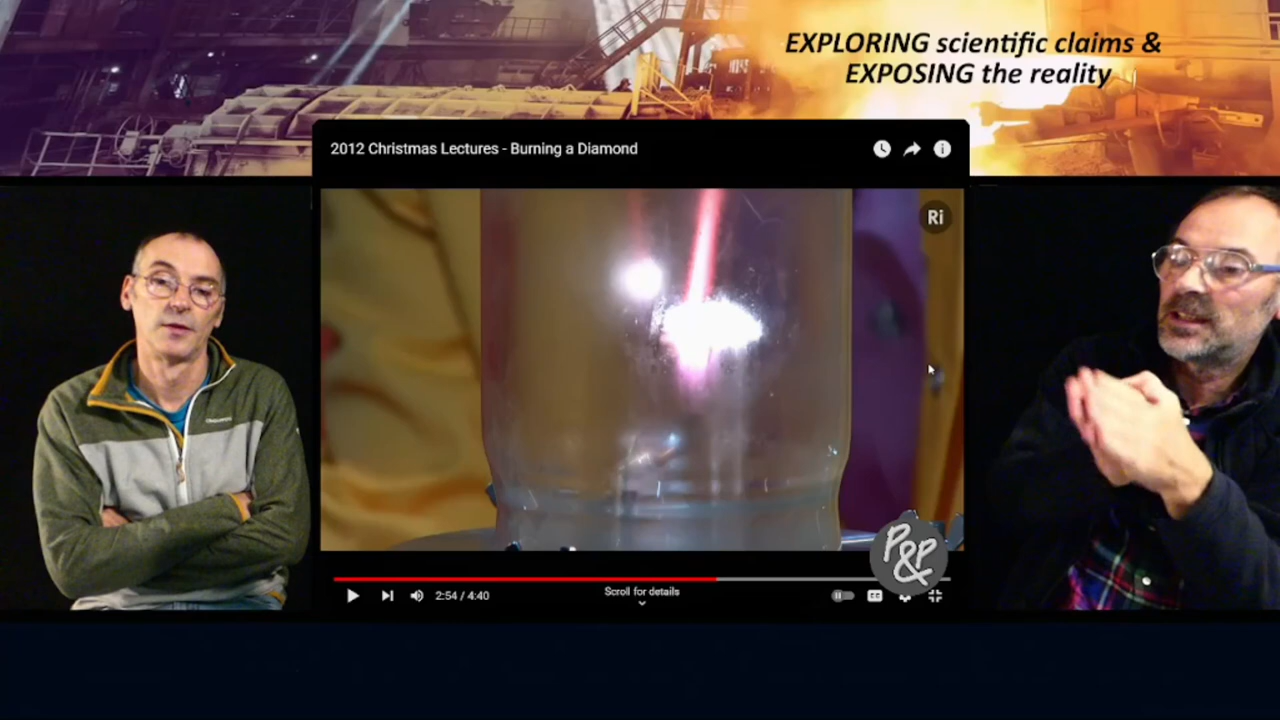 EXPLORING scientific claims &
EXPOSING the reality
2012 Christmas Lectures - Burning a Diamond
Ri
P&P
2:54 / 4:40
Scroll for details
CC